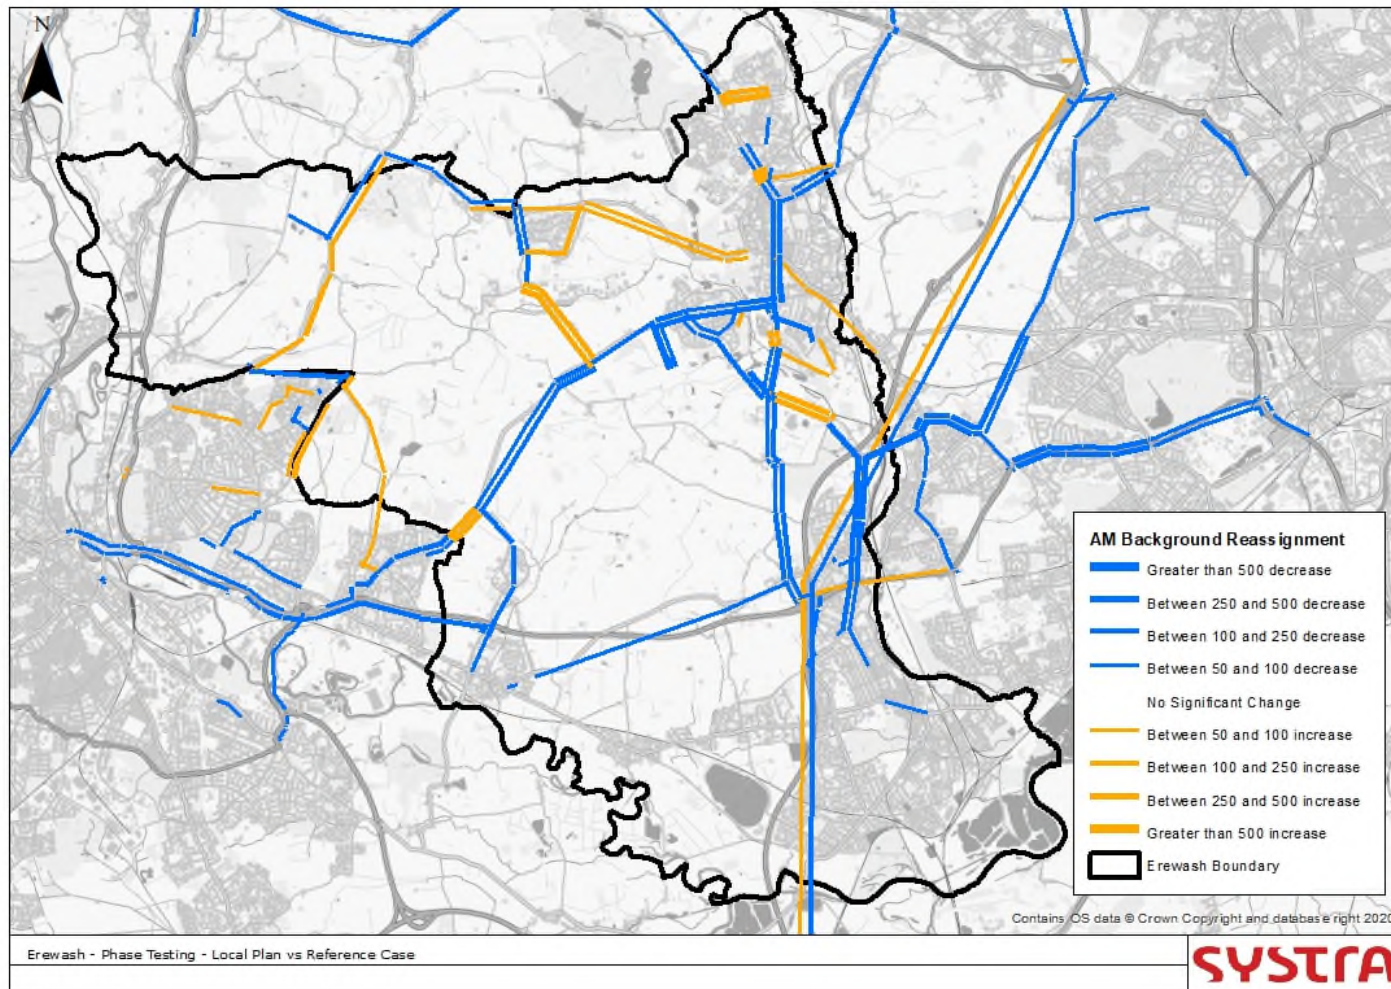 N
AM Background Reassignment
Greater than 500 decrease
Between 250 and 500 decrease
Between 100 and 250 decrease
Between 50 and 100 decrease
No Significant Change
Between 50 and 100 increase
Between 100 and 250 increase
Between 250 and 500 increase
Greater than 500 increase
Erewash Boundary
Contains OS data © Crown Copyright and database right 2020
Erewash - Phase Testing - Local Plan vs Reference Case
SYSTRA